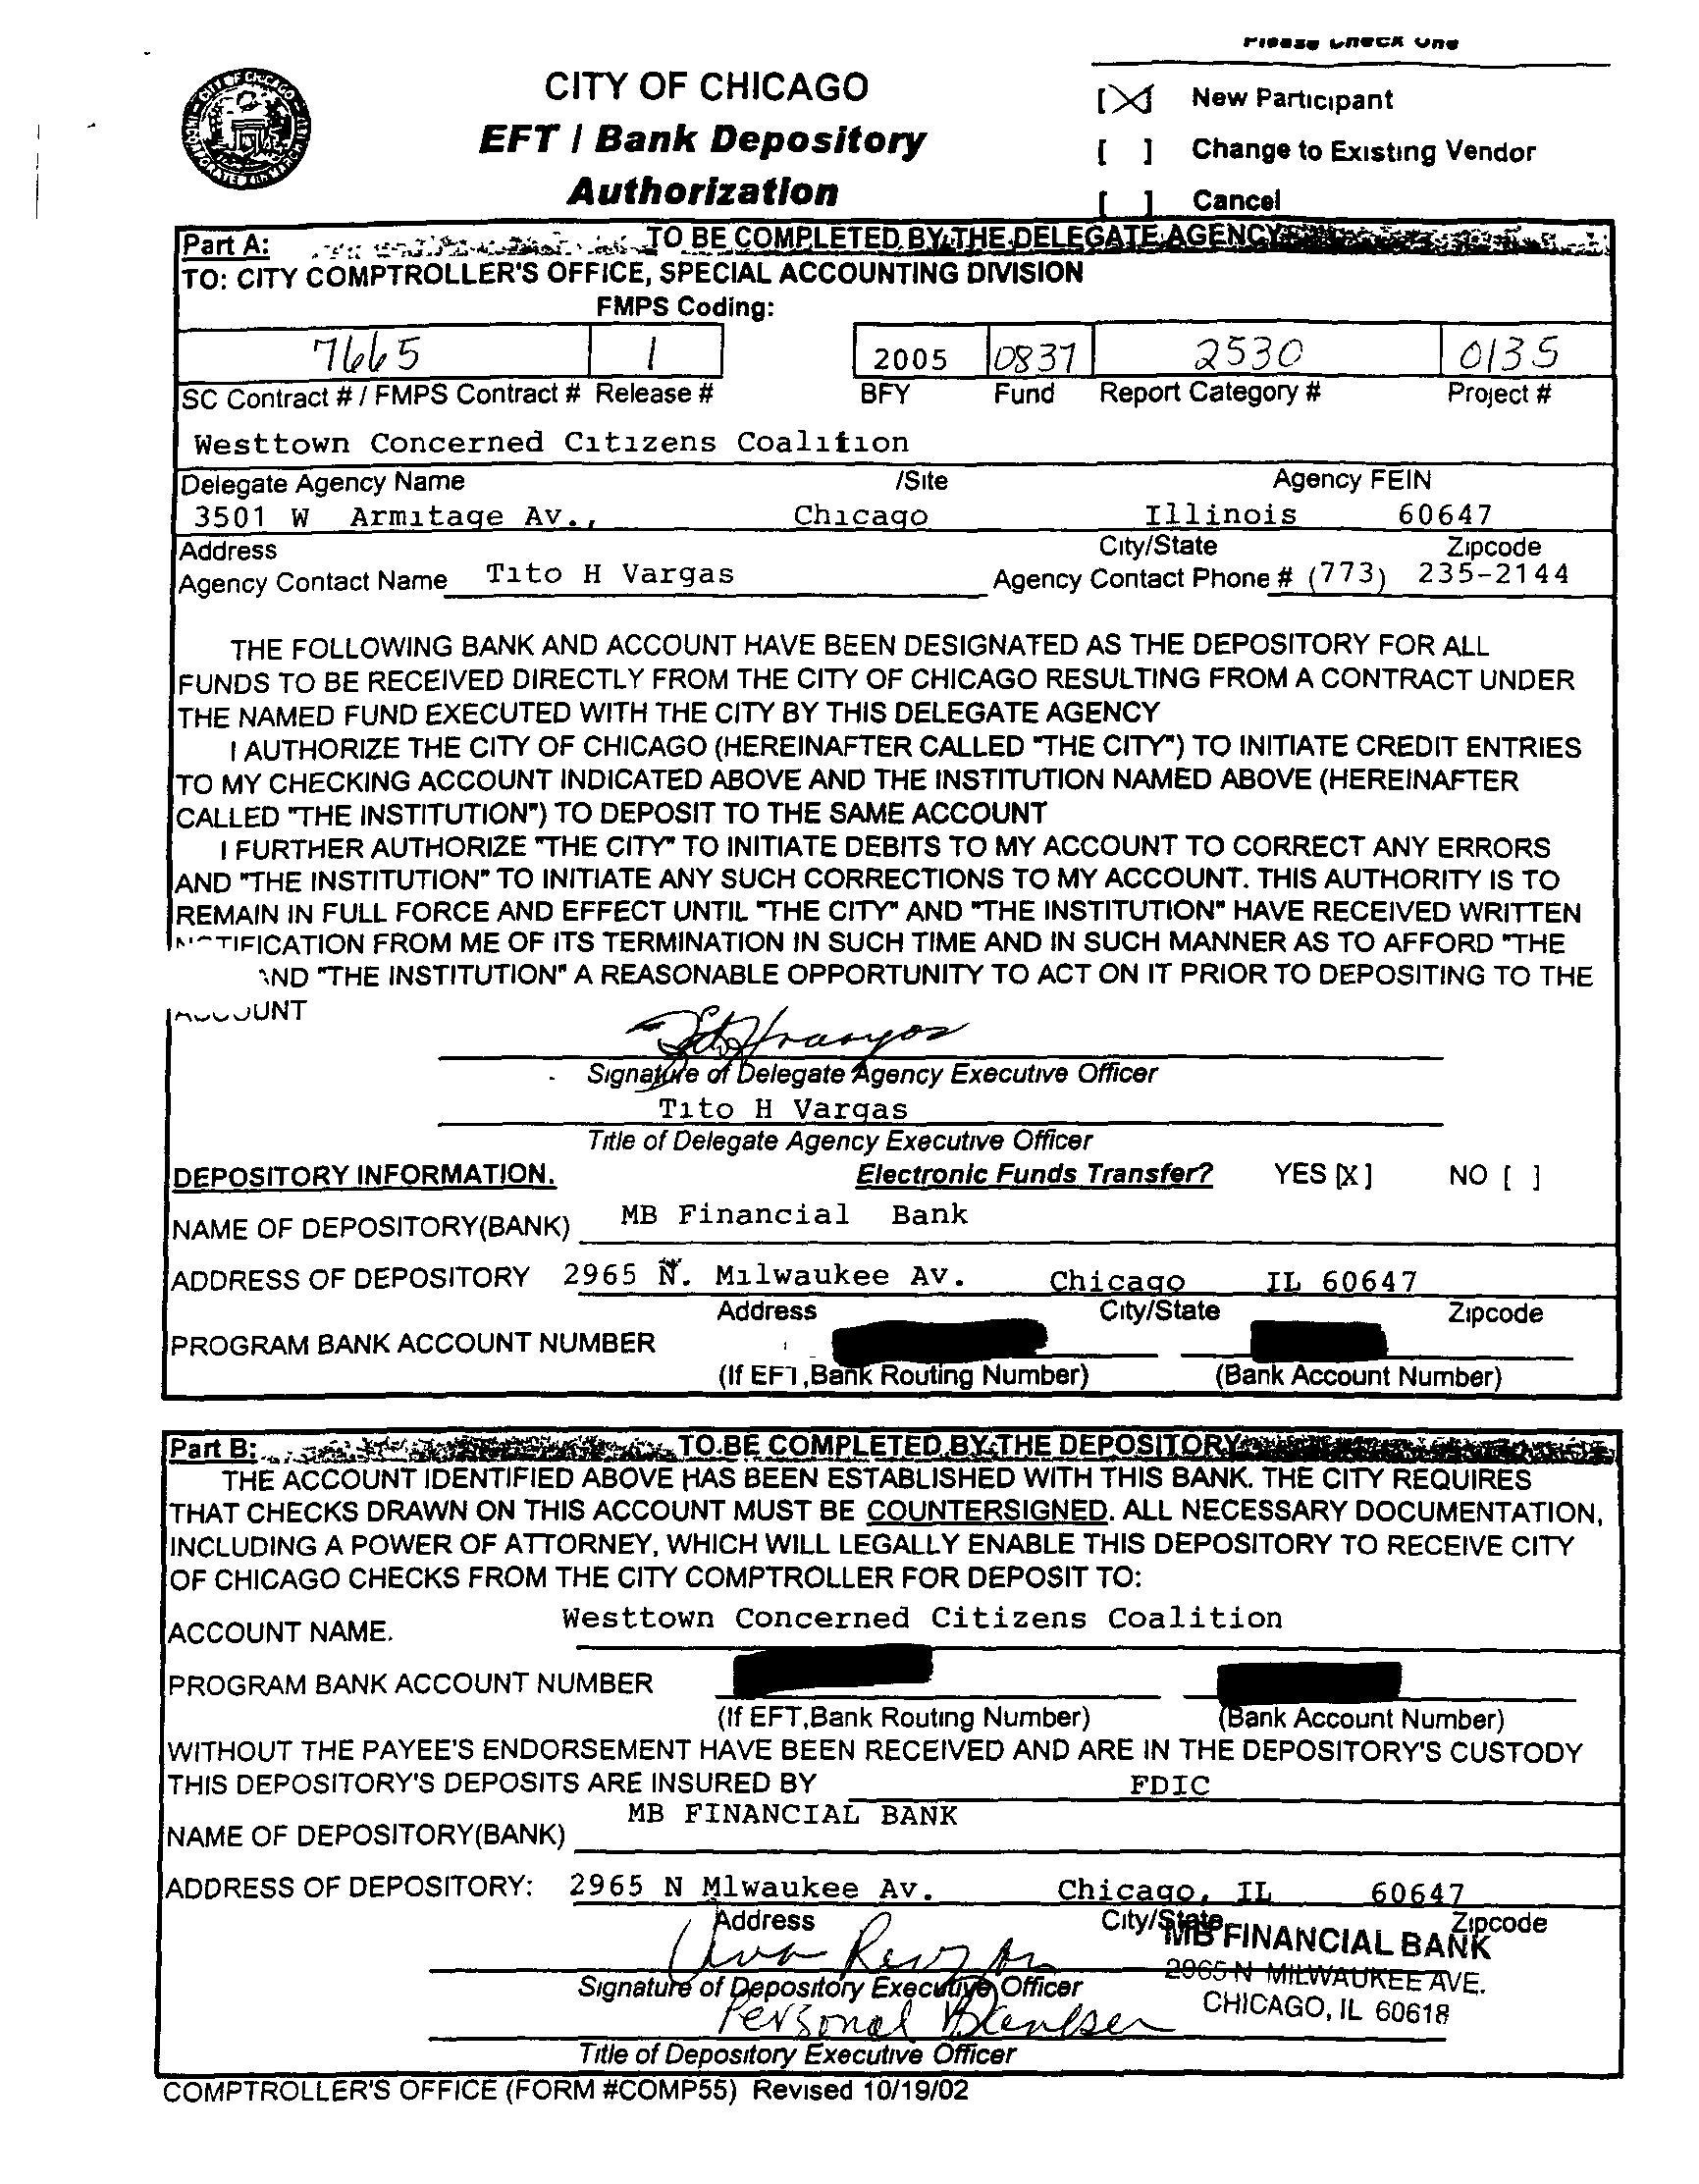 Please Check One
CITY OF CHICAGO
EFT / Bank Depository
Authorization
[X] New Participant
[ ] Change to Existing Vendor
[ ] Cancel
Part A: TO BE COMPLETED BY THE DELEGATE AGENCY
TO: CITY COMPTROLLER'S OFFICE, SPECIAL ACCOUNTING DIVISION
FMPS Coding:
7665 1 2005 0837 2530 0135
SC Contract # / FMPS Contract # Release # BFY Fund Report Category # Project #
Westtown Concerned Citizens Coalition
Delegate Agency Name /Site Agency FEIN
3501 W Armitage Av., Chicago Illinois 60647
Address City/State Zipcode
Agency Contact Name Tito H Vargas Agency Contact Phone # (773) 235-2144
THE FOLLOWING BANK AND ACCOUNT HAVE BEEN DESIGNATED AS THE DEPOSITORY FOR ALL
FUNDS TO BE RECEIVED DIRECTLY FROM THE CITY OF CHICAGO RESULTING FROM A CONTRACT UNDER
THE NAMED FUND EXECUTED WITH THE CITY BY THIS DELEGATE AGENCY
I AUTHORIZE THE CITY OF CHICAGO (HEREINAFTER CALLED "THE CITY") TO INITIATE CREDIT ENTRIES
TO MY CHECKING ACCOUNT INDICATED ABOVE AND THE INSTITUTION NAMED ABOVE (HEREINAFTER
CALLED "THE INSTITUTION") TO DEPOSIT TO THE SAME ACCOUNT
I FURTHER AUTHORIZE "THE CITY" TO INITIATE DEBITS TO MY ACCOUNT TO CORRECT ANY ERRORS
AND "THE INSTITUTION" TO INITIATE ANY SUCH CORRECTIONS TO MY ACCOUNT. THIS AUTHORITY IS TO
REMAIN IN FULL FORCE AND EFFECT UNTIL "THE CITY" AND "THE INSTITUTION" HAVE RECEIVED WRITTEN
NOTIFICATION FROM ME OF ITS TERMINATION IN SUCH TIME AND IN SUCH MANNER AS TO AFFORD "THE
AND "THE INSTITUTION" A REASONABLE OPPORTUNITY TO ACT ON IT PRIOR TO DEPOSITING TO THE
ACCOUNT
Signature of Delegate Agency Executive Officer
Tito H Vargas
Title of Delegate Agency Executive Officer
DEPOSITORY INFORMATION. Electronic Funds Transfer? YES [X] NO [ ]
NAME OF DEPOSITORY(BANK) MB Financial Bank
ADDRESS OF DEPOSITORY 2965 N. Milwaukee Av. Chicago IL 60647
Address City/State Zipcode
PROGRAM BANK ACCOUNT NUMBER
(If EFT,Bank Routing Number) (Bank Account Number)
Part B: TO BE COMPLETED BY THE DEPOSITORY
THE ACCOUNT IDENTIFIED ABOVE HAS BEEN ESTABLISHED WITH THIS BANK. THE CITY REQUIRES
THAT CHECKS DRAWN ON THIS ACCOUNT MUST BE COUNTERSIGNED. ALL NECESSARY DOCUMENTATION,
INCLUDING A POWER OF ATTORNEY, WHICH WILL LEGALLY ENABLE THIS DEPOSITORY TO RECEIVE CITY
OF CHICAGO CHECKS FROM THE CITY COMPTROLLER FOR DEPOSIT TO:
ACCOUNT NAME. Westtown Concerned Citizens Coalition
PROGRAM BANK ACCOUNT NUMBER
(If EFT,Bank Routing Number) (Bank Account Number)
WITHOUT THE PAYEE'S ENDORSEMENT HAVE BEEN RECEIVED AND ARE IN THE DEPOSITORY'S CUSTODY
THIS DEPOSITORY'S DEPOSITS ARE INSURED BY FDIC
NAME OF DEPOSITORY(BANK) MB FINANCIAL BANK
ADDRESS OF DEPOSITORY: 2965 N Mlwaukee Av. Chicago, IL 60647
Address City/State Zipcode
MB FINANCIAL BANK
2965 N MILWAUKEE AVE.
CHICAGO, IL 60618
Signature of Depository Executive Officer
Personal Banker
Title of Depository Executive Officer
COMPTROLLER'S OFFICE (FORM #COMP55) Revised 10/19/02